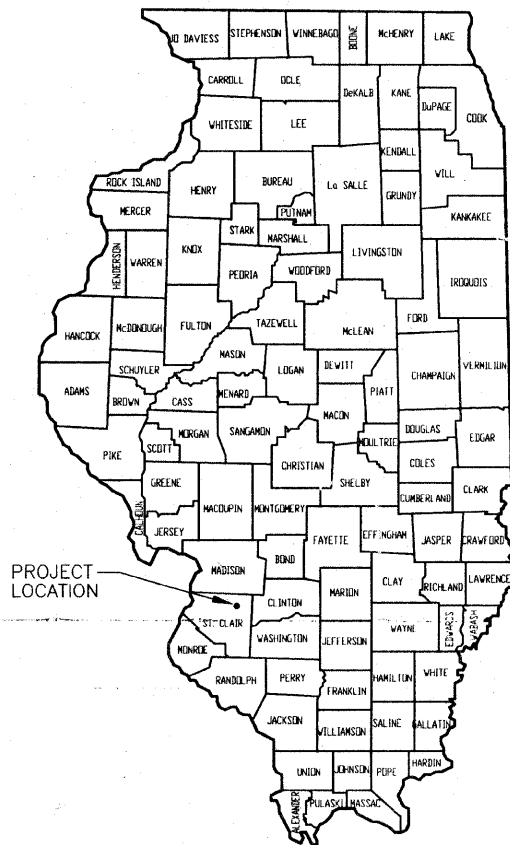 JO DAVIESS
STEPHENSON
WINNEBAGO
BOONE
McHENRY
LAKE
CARROLL
OGLE
DeKALB
KANE
DuPAGE
COOK
WHITESIDE
LEE
KENDALL
WILL
ROCK ISLAND
HENRY
BUREAU
La SALLE
GRUNDY
PUTNAM
KANKAKEE
MERCER
STARK
MARSHALL
LIVINGSTON
HENDERSON
WARREN
KNOX
PEORIA
WOODFORD
IROQUOIS
FORD
HANCOCK
McDONOUGH
FULTON
TAZEWELL
McLEAN
MASON
VERMILION
SCHUYLER
LOGAN
DEWITT
CHAMPAIGN
ADAMS
BROWN
CASS
MENARD
PIATT
MACON
MORGAN
SANGAMON
DOUGLAS
EDGAR
MOULTRIE
PIKE
SCOTT
CHRISTIAN
COLES
SHELBY
GREENE
MACOUPIN
MONTGOMERY
CUMBERLAND
CLARK
CALHOUN
JERSEY
FAYETTE
EFFINGHAM
JASPER
CRAWFORD
MADISON
BOND
PROJECT
LOCATION
CLAY
RICHLAND
LAWRENCE
CLINTON
MARION
ST. CLAIR
WAYNE
EDWARDS
WABASH
WASHINGTON
JEFFERSON
MONROE
RANDOLPH
PERRY
HAMILTON
WHITE
FRANKLIN
JACKSON
WILLIAMSON
SALINE
GALLATIN
UNION
JOHNSON
POPE
HARDIN
ALEXANDER
PULASKI
MASSAC